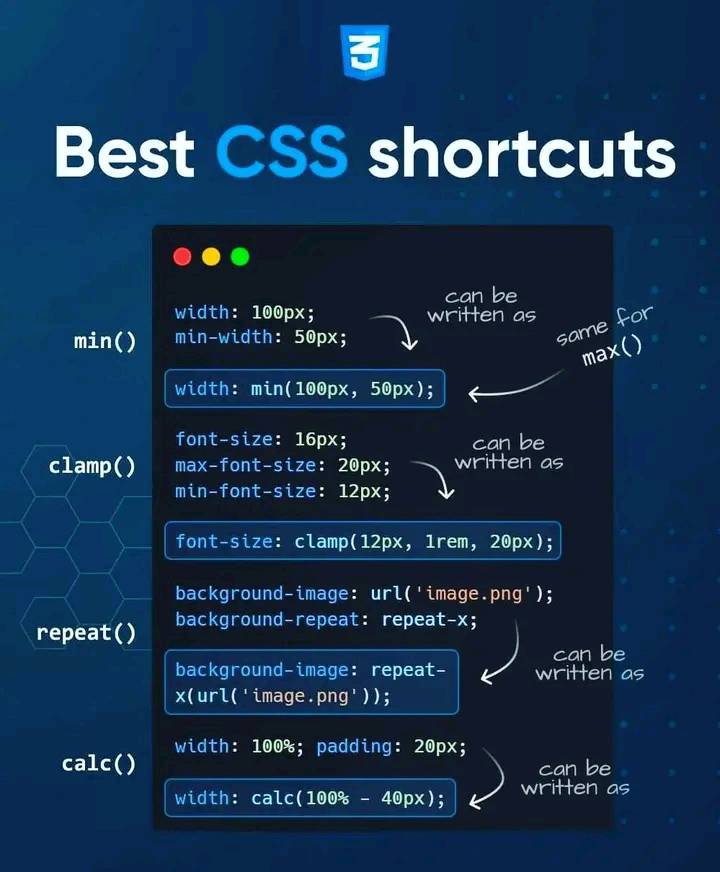 Best CSS shortcuts
min()
width: 100px;
min-width: 50px;
can be
written as
same for
max()
width: min(100px, 50px);
clamp()
font-size: 16px;
max-font-size: 20px;
min-font-size: 12px;
can be
written as
font-size: clamp(12px, 1rem, 20px);
repeat()
background-image: url('image.png');
background-repeat: repeat-x;
can be
written as
background-image: repeat-
x(url('image.png'));
calc()
width: 100%; padding: 20px;
can be
written as
width: calc(100% - 40px);